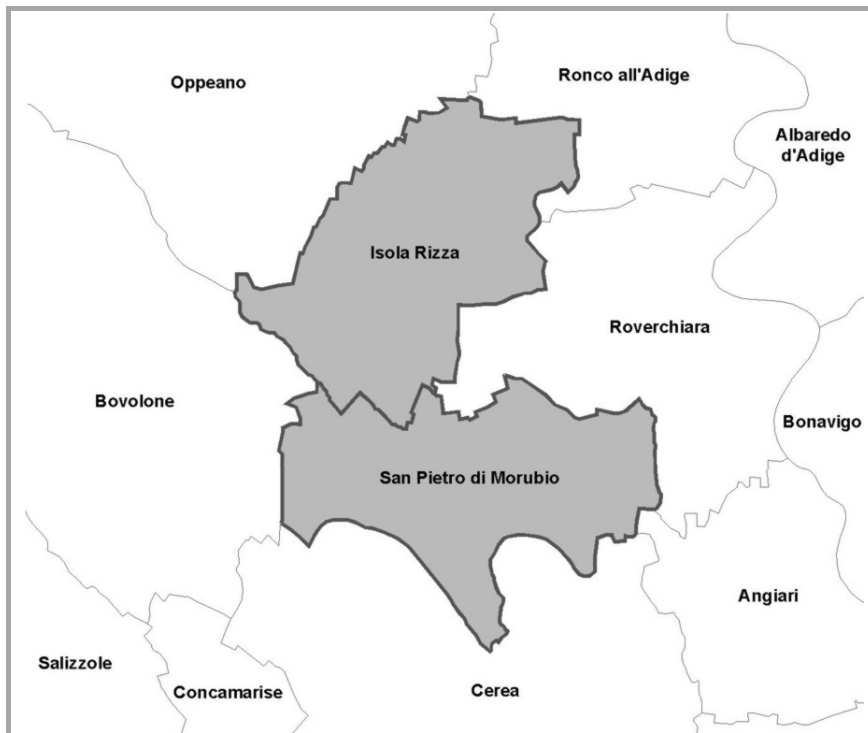 Oppeano
Ronco all'Adige
Albaredo
d'Adige
Isola Rizza
Roverchiara
Bovolone
Bonavigo
San Pietro di Morubio
Angiari
Salizzole
Concamarise
Cerea